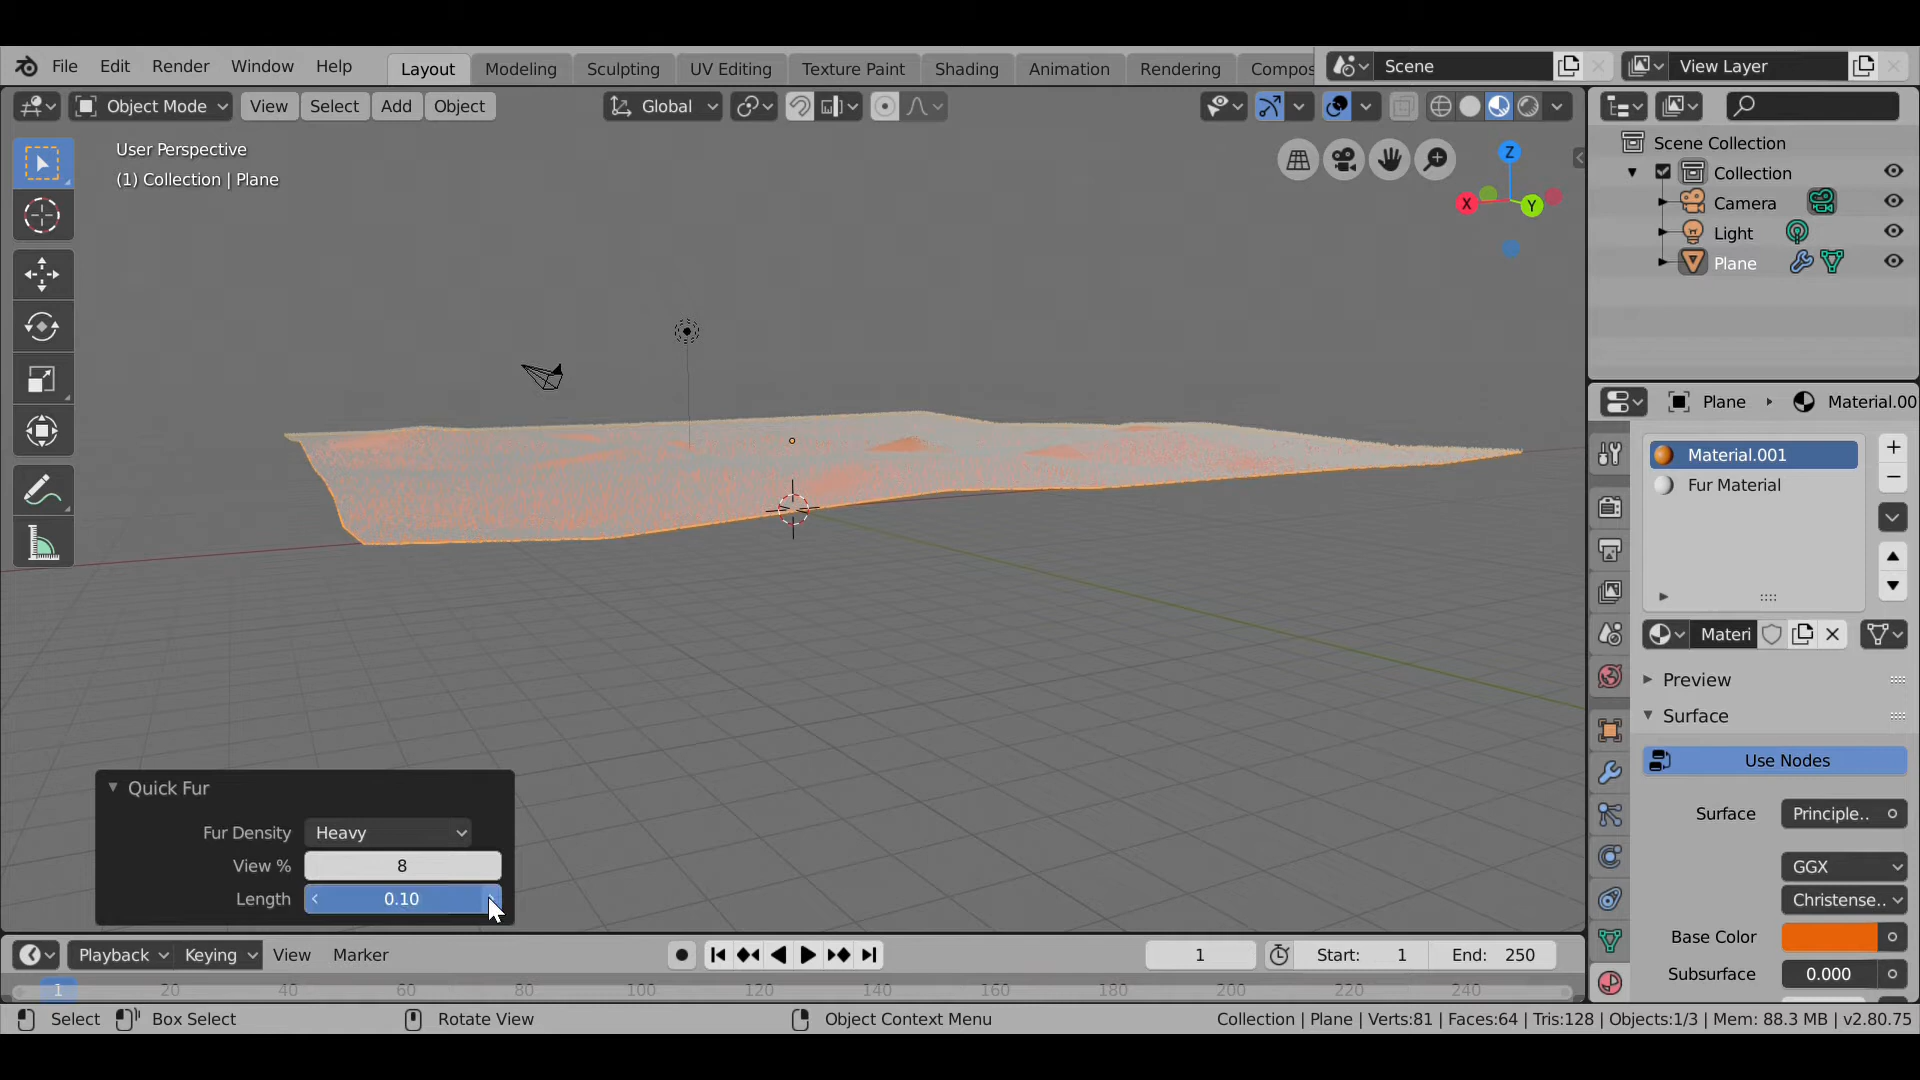 File Edit Render Window Help Layout Modeling Sculpting UV Editing Texture Paint Shading Animation Rendering Compos Scene View Layer
Object Mode View Select Add Object Global
User Perspective
(1) Collection | Plane
Z
X
Y
Scene Collection
Collection
Camera
Light
Plane
Plane Material.00
Material.001
Fur Material
Materi
Preview
Surface
Use Nodes
Surface Principle..
GGX
Christense..
Base Color
Subsurface 0.000
Quick Fur
Fur Density Heavy
View % 8
Length 0.10
Playback Keying View Marker 1 Start: 1 End: 250
1 20 40 60 80 100 120 140 160 180 200 220 240
Select Box Select Rotate View Object Context Menu Collection | Plane | Verts:81 | Faces:64 | Tris:128 | Objects:1/3 | Mem: 88.3 MB | v2.80.75